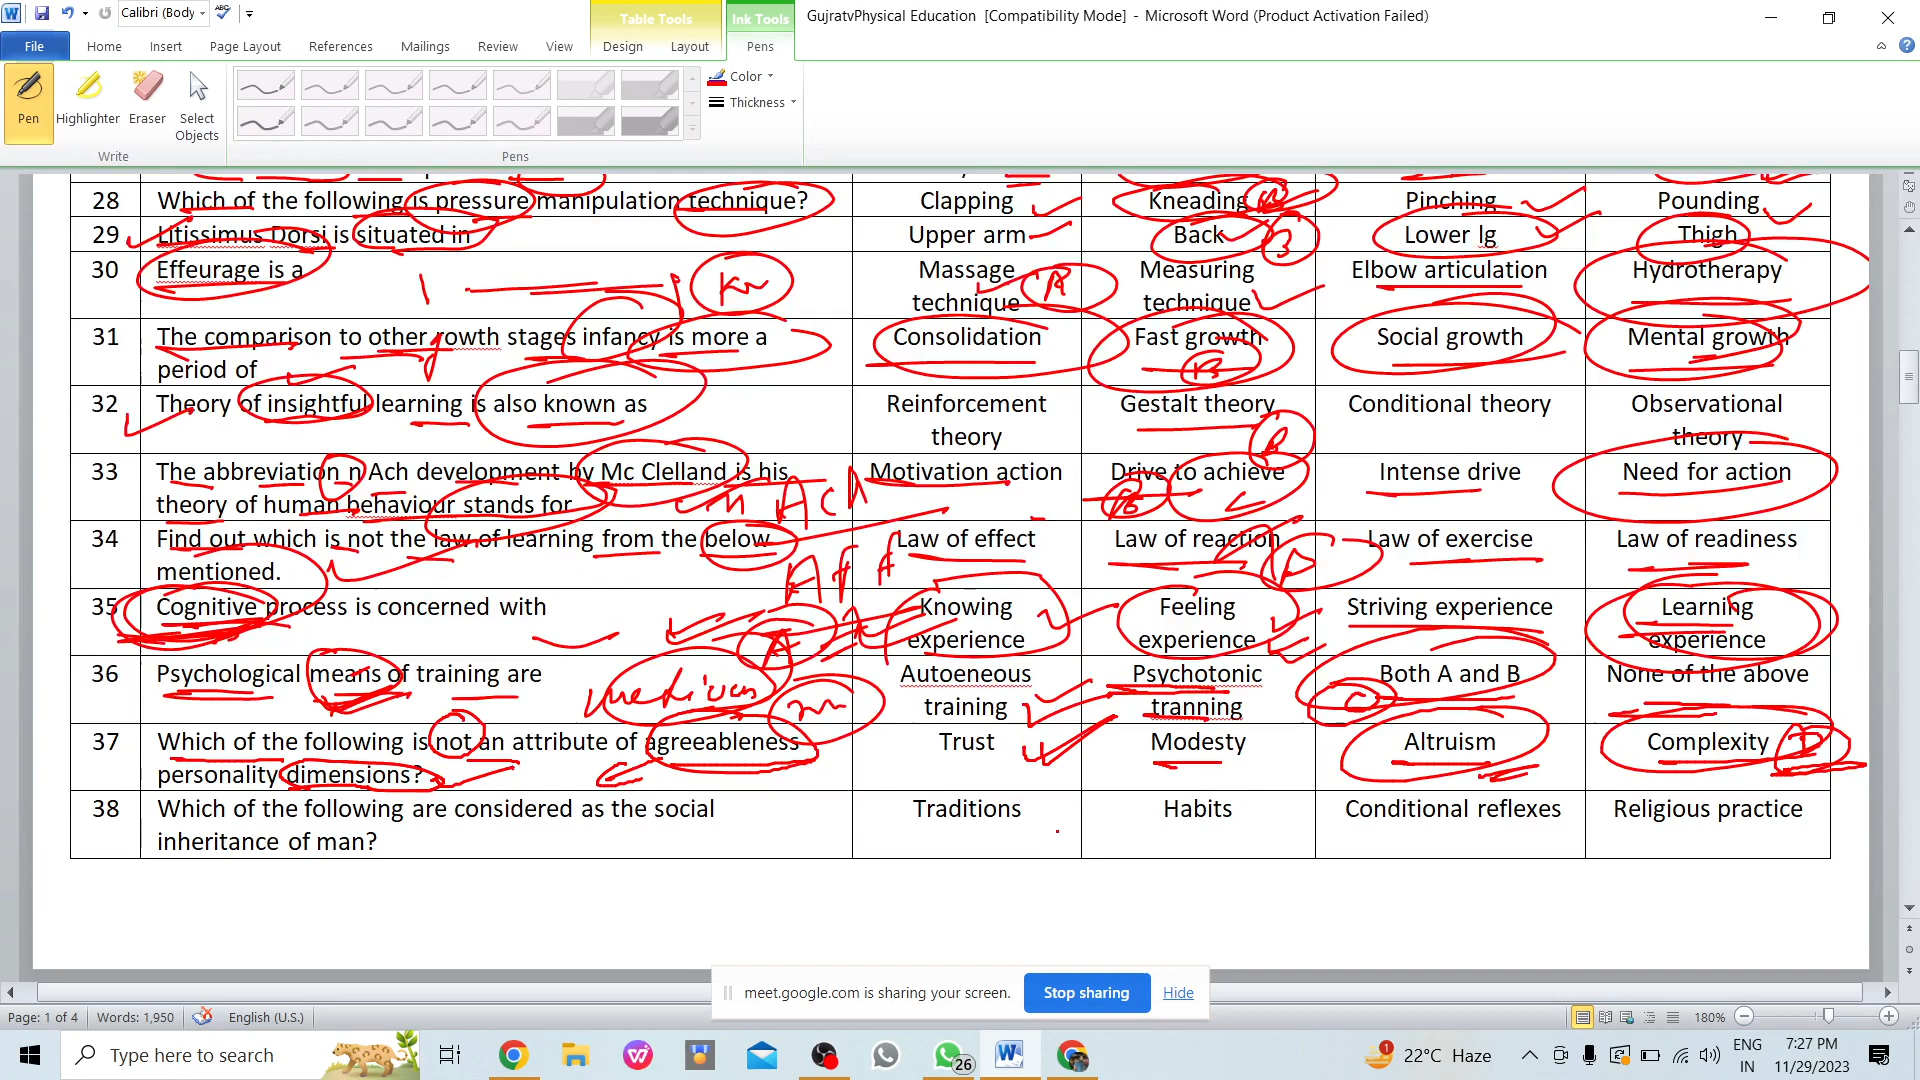 Calibri (Body
GujratvPhysical Education [Compatibility Mode] - Microsoft Word (Product Activation Failed)
Table Tools
Ink Tools
File Home Insert Page Layout References Mailings Review View Design Layout Pens
Pen
Highlighter
Eraser
Select
Objects
Color
Thickness
Write
Pens
28 Which of the following is pressure manipulation technique? Clapping Kneading Pinching Pounding
29 Litissimus Dorsi is situated in Upper arm Back Lower lg Thigh
30 Effeurage is a Massage Measuring Elbow articulation Hydrotherapy
technique technique
31 The comparison to other rowth stages infancy is more a Consolidation Fast growth Social growth Mental growth
period of
32 Theory of insightful learning is also known as Reinforcement Gestalt theory Conditional theory Observational
theory theory
33 The abbreviation n Ach development by Mc Clelland is his Motivation action Drive to achieve Intense drive Need for action
theory of human behaviour stands for
34 Find out which is not the law of learning from the below Law of effect Law of reaction Law of exercise Law of readiness
mentioned.
35 Cognitive process is concerned with Knowing Feeling Striving experience Learning
experience experience experience
36 Psychological means of training are Autoeneous Psychotonic Both A and B None of the above
training tranning
37 Which of the following is not an attribute of agreeableness Trust Modesty Altruism Complexity
personality dimensions?
38 Which of the following are considered as the social Traditions Habits Conditional reflexes Religious practice
inheritance of man?
meet.google.com is sharing your screen. Stop sharing Hide
Page: 1 of 4 Words: 1,950 English (U.S.) 180%
Type here to search
26
1
22°C Haze
ENG
IN
7:27 PM
11/29/2023